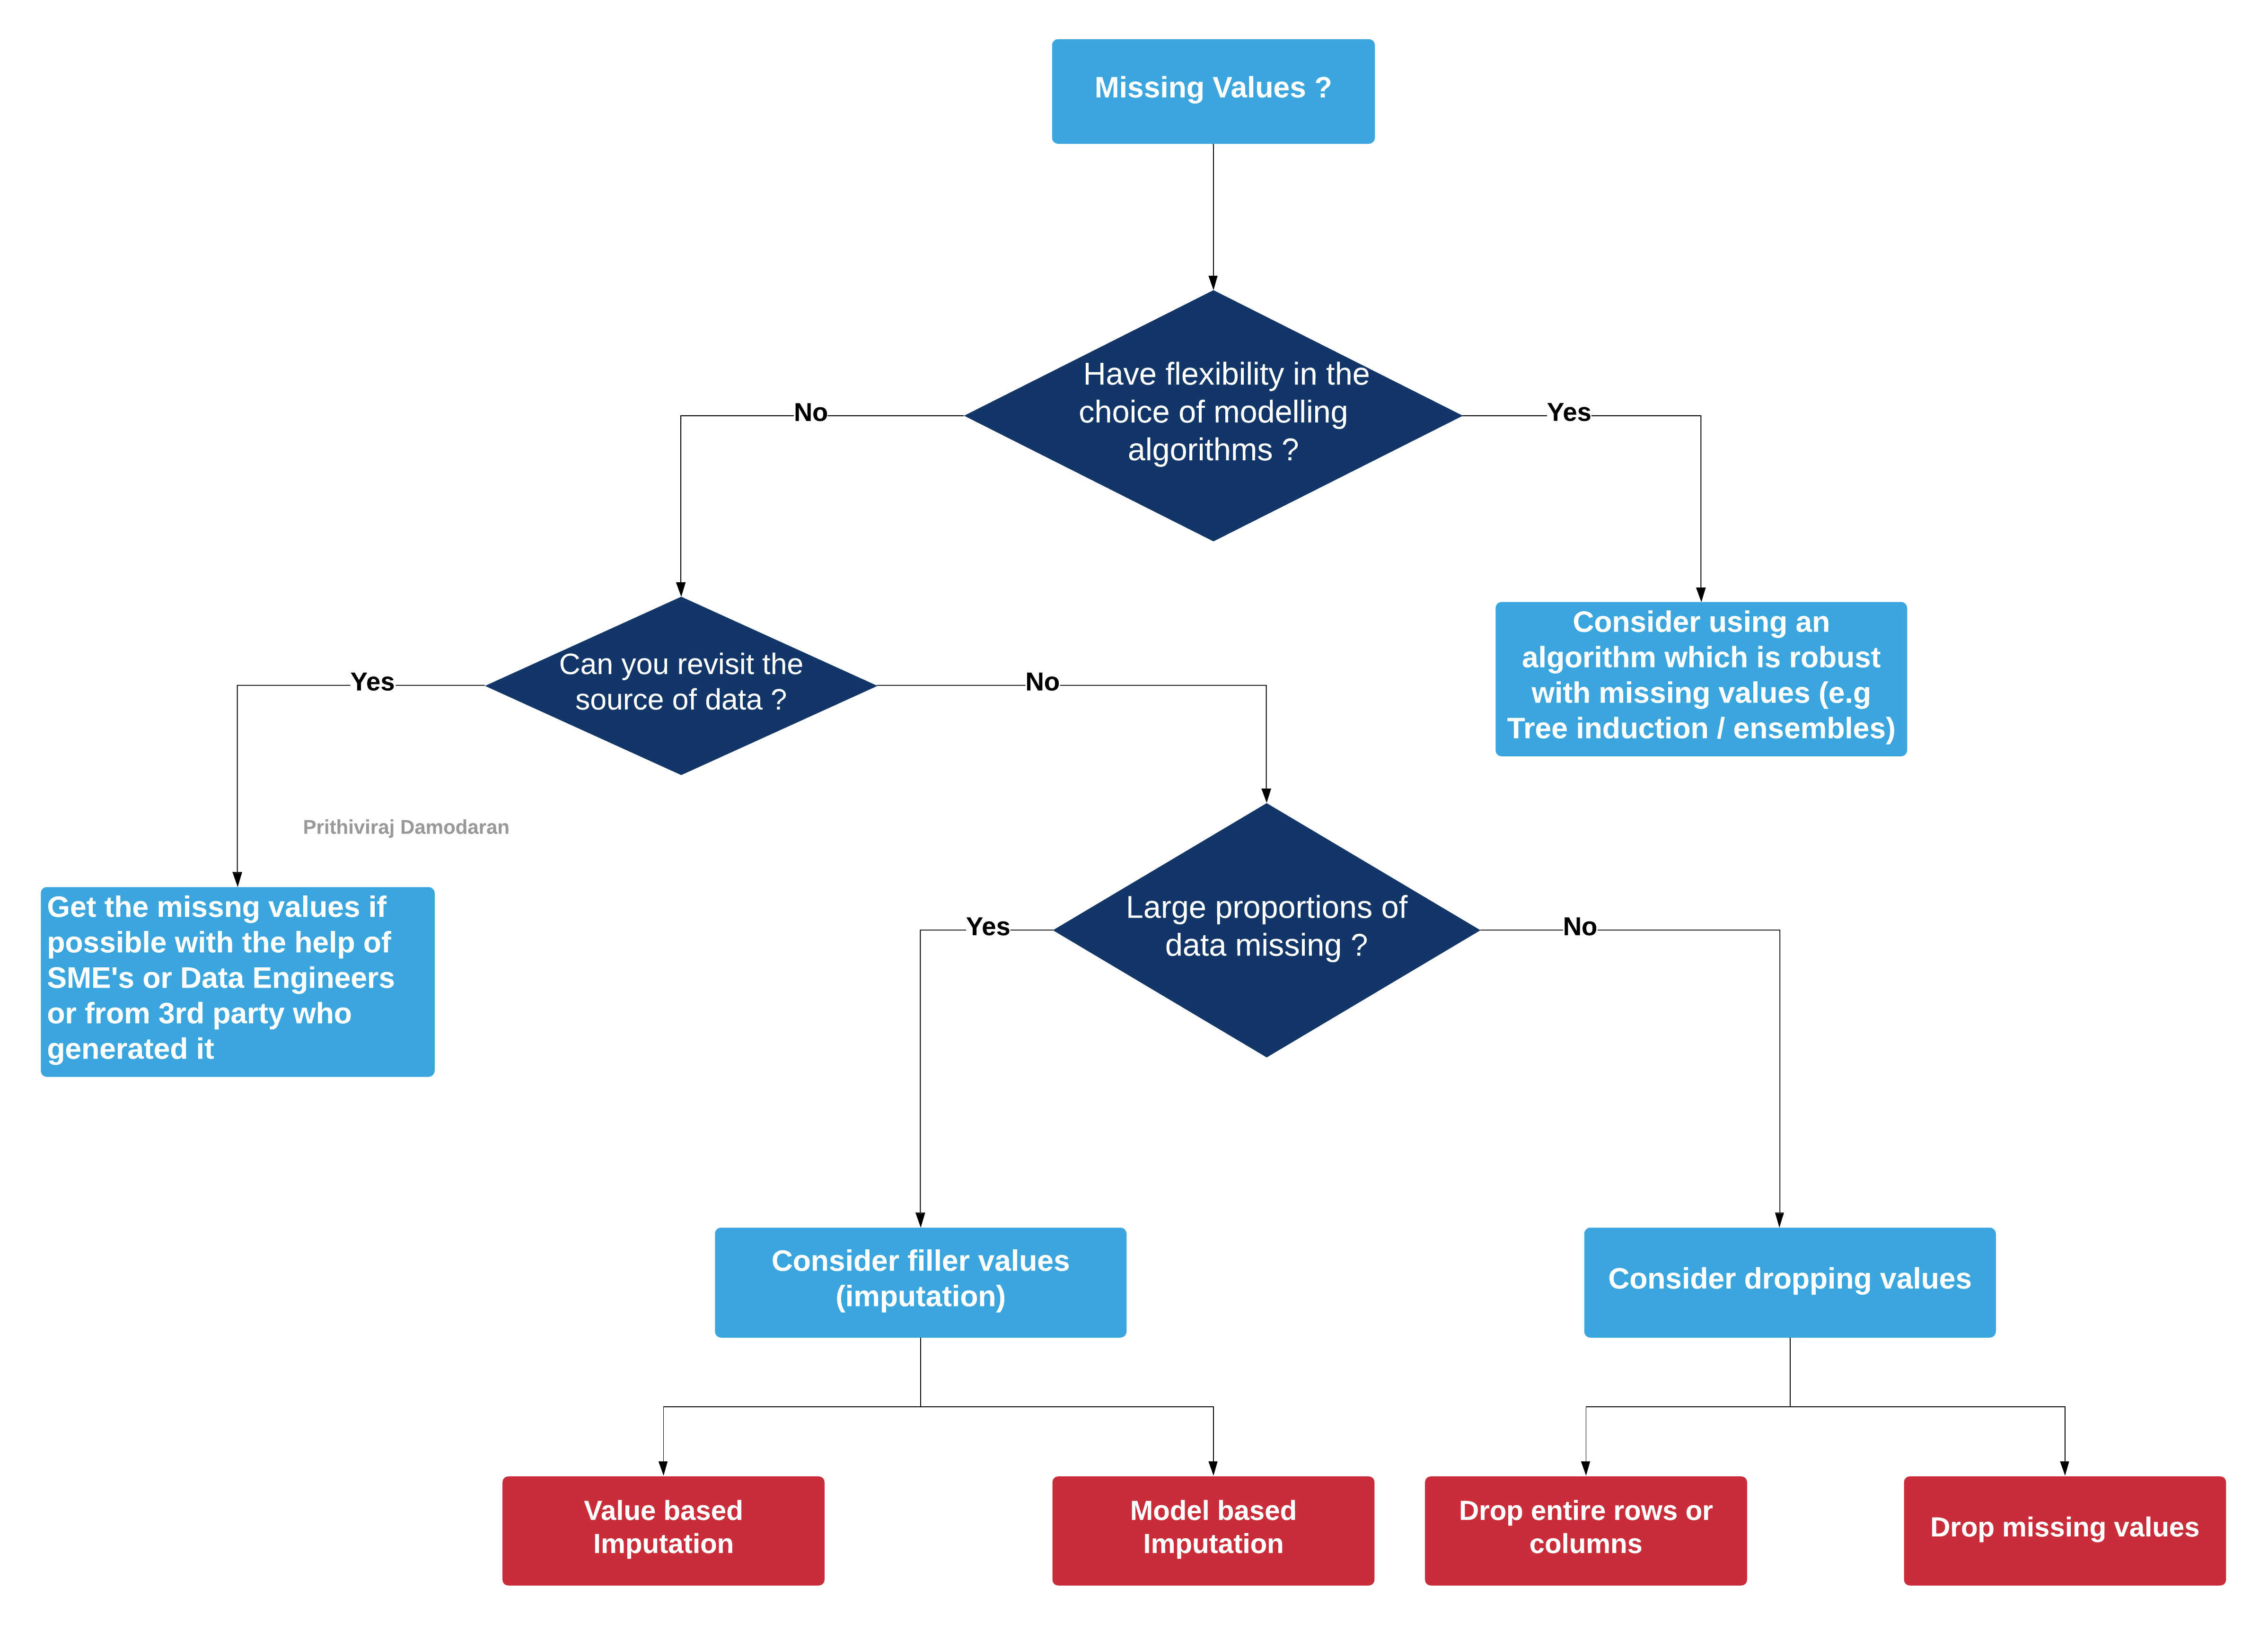 Missing Values ?
Have flexibility in the
choice of modelling
algorithms ?
No
Yes
Can you revisit the
source of data ?
Consider using an
algorithm which is robust
with missing values (e.g
Tree induction / ensembles)
Yes
No
Prithiviraj Damodaran
Get the missng values if
possible with the help of
SME's or Data Engineers
or from 3rd party who
generated it
Large proportions of
data missing ?
Yes
No
Consider filler values
(imputation)
Consider dropping values
Value based
Imputation
Model based
Imputation
Drop entire rows or
columns
Drop missing values